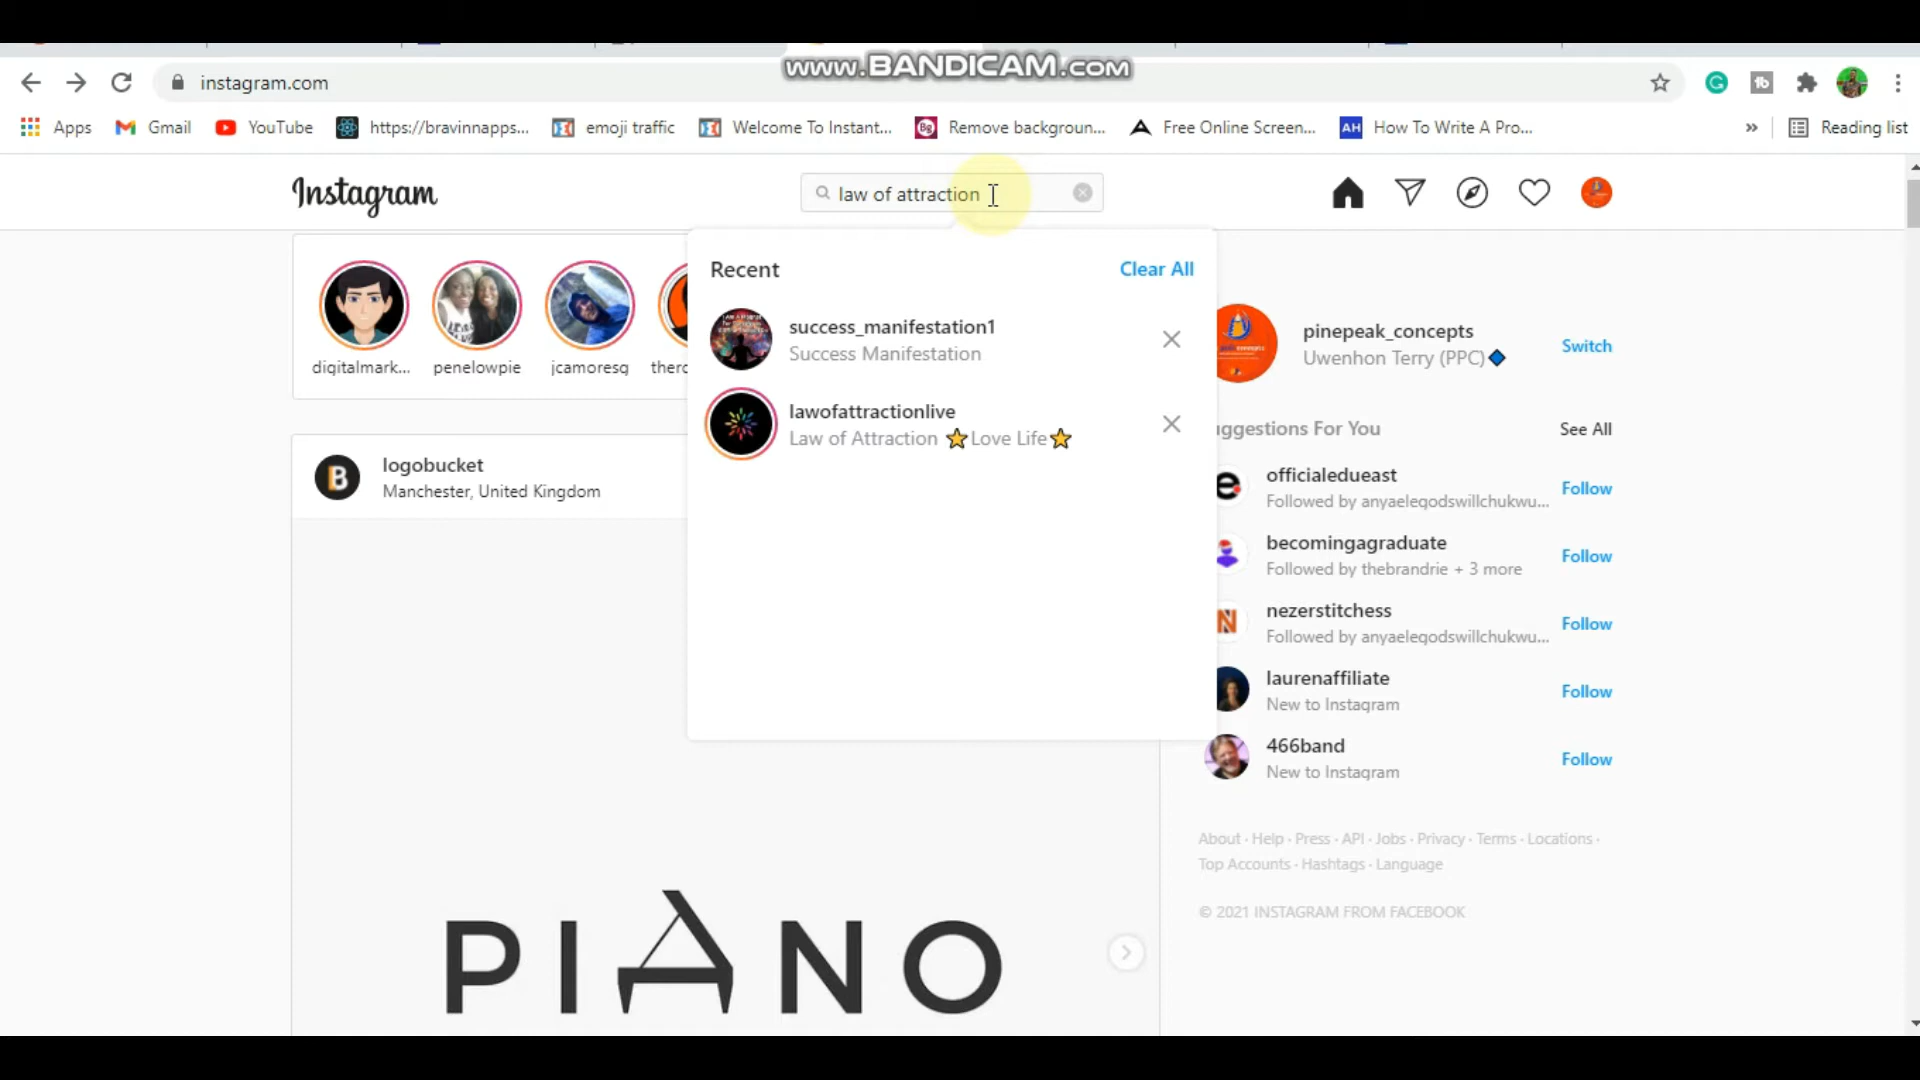 www.BANDICAM.com
instagram.com
Apps
Gmail
YouTube
https://bravinnapps...
emoji traffic
Welcome To Instant...
Remove backgroun...
Free Online Screen...
AH
How To Write A Pro...
»
Reading list
Instagram
law of attraction
Recent
Clear All
success_manifestation1
Success Manifestation
lawofattractionlive
Law of Attraction ⭐Love Life⭐
digitalmark...
penelowpie
jcamoresg
logobucket
Manchester, United Kingdom
B
PIANO
pinepeak_concepts
Uwenhon Terry (PPC)🔷
Switch
uggestions For You
See All
officialedueast
Followed by anyaelegodswillchukwu...
Follow
becomingagraduate
Followed by thebrandrie + 3 more
Follow
nezerstitchess
Followed by anyaelegodswillchukwu...
Follow
laurenaffiliate
New to Instagram
Follow
466band
New to Instagram
Follow
About · Help · Press · API · Jobs · Privacy · Terms · Locations ·
Top Accounts · Hashtags · Language
© 2021 INSTAGRAM FROM FACEBOOK